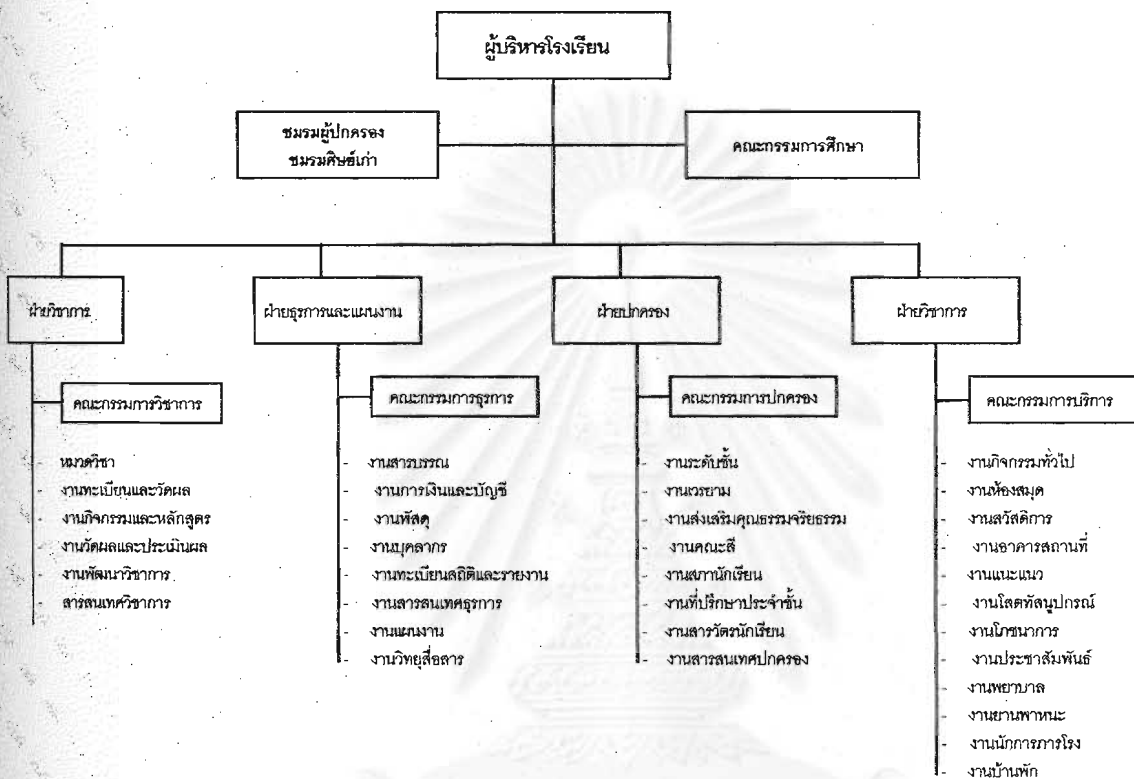 ผู้บริหารโรงเรียน
ชมรมผู้ปกครอง
ชมรมศิษย์เก่า
คณะกรรมการศึกษา
ฝ่ายวิชาการ
คณะกรรมการวิชาการ
- หมวดวิชา
- งานทะเบียนและวัดผล
- งานกิจกรรมและหลักสูตร
- งานวัดผลและประเมินผล
- งานพัฒนาวิชาการ
- สารสนเทศวิชาการ
ฝ่ายธุรการและแผนงาน
คณะกรรมการธุรการ
- งานสารบรรณ
- งานการเงินและบัญชี
- งานพัสดุ
- งานบุคลากร
- งานทะเบียนสถิติและรายงาน
- งานสารสนเทศธุรการ
- งานแผนงาน
- งานวิทยุสื่อสาร
ฝ่ายปกครอง
คณะกรรมการปกครอง
- งานระดับชั้น
- งานเวรยาม
- งานส่งเสริมคุณธรรมจริยธรรม
- งานคณะสี
- งานสภานักเรียน
- งานที่ปรึกษาประจำชั้น
- งานสารวัตรนักเรียน
- งานสารสนเทศปกครอง
ฝ่ายวิชาการ
คณะกรรมการบริการ
- งานกิจกรรมทั่วไป
- งานห้องสมุด
- งานสวัสดิการ
- งานอาคารสถานที่
- งานแนะแนว
- งานโสตทัศนูปกรณ์
- งานโภชนาการ
- งานประชาสัมพันธ์
- งานพยาบาล
- งานยานพาหนะ
- งานนักการภารโรง
- งานบ้านพัก